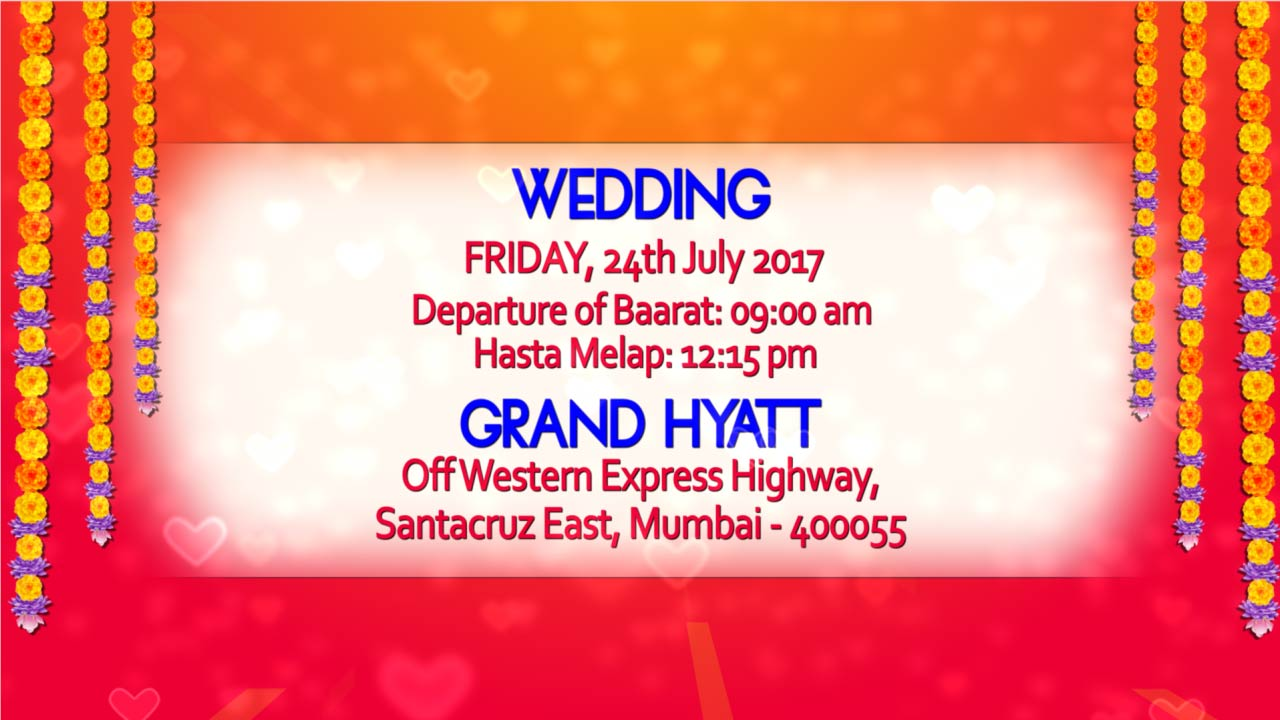 WEDDING
FRIDAY, 24th July 2017
Departure of Baarat: 09:00 am
Hasta Melap: 12:15 pm
GRAND HYATT
Off Western Express Highway,
Santacruz East, Mumbai - 400055